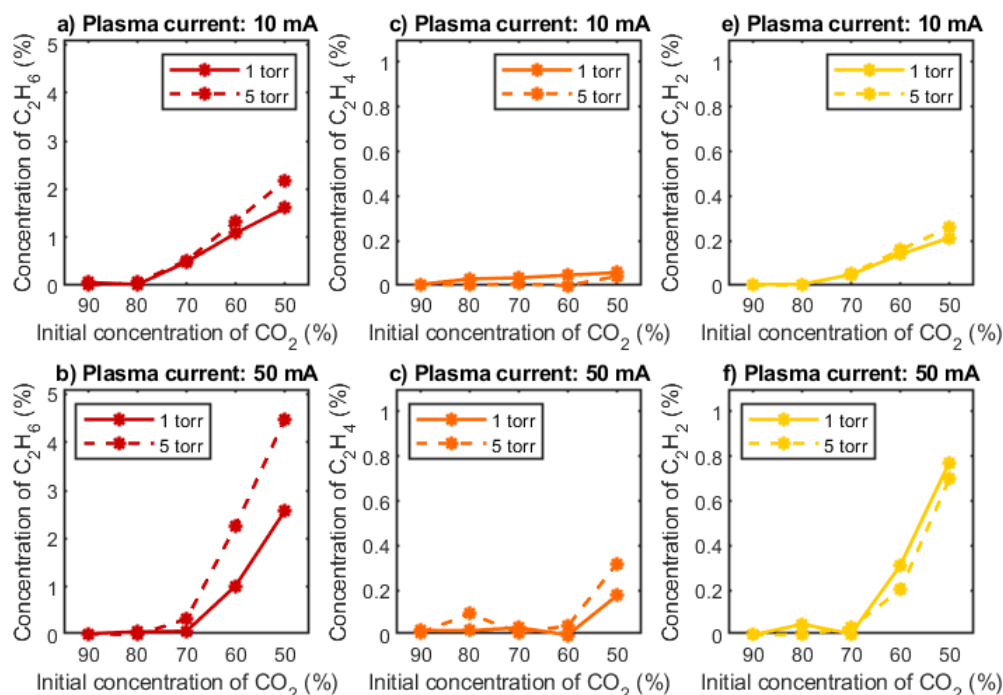 a) Plasma current: 10 mA
Concentration of C2H6 (%)
5
4
3
2
1
0
1 torr
5 torr
90 80 70 60 50
Initial concentration of CO2 (%)
c) Plasma current: 10 mA
Concentration of C2H4 (%)
1
0.8
0.6
0.4
0.2
0
1 torr
5 torr
90 80 70 60 50
Initial concentration of CO2 (%)
e) Plasma current: 10 mA
Concentration of C2H2 (%)
1
0.8
0.6
0.4
0.2
0
1 torr
5 torr
90 80 70 60 50
Initial concentration of CO2 (%)
b) Plasma current: 50 mA
Concentration of C2H6 (%)
5
4
3
2
1
0
1 torr
5 torr
90 80 70 60 50
Initial concentration of CO2 (%)
c) Plasma current: 50 mA
Concentration of C2H4 (%)
1
0.8
0.6
0.4
0.2
0
1 torr
5 torr
90 80 70 60 50
Initial concentration of CO2 (%)
f) Plasma current: 50 mA
Concentration of C2H2 (%)
1
0.8
0.6
0.4
0.2
0
1 torr
5 torr
90 80 70 60 50
Initial concentration of CO2 (%)